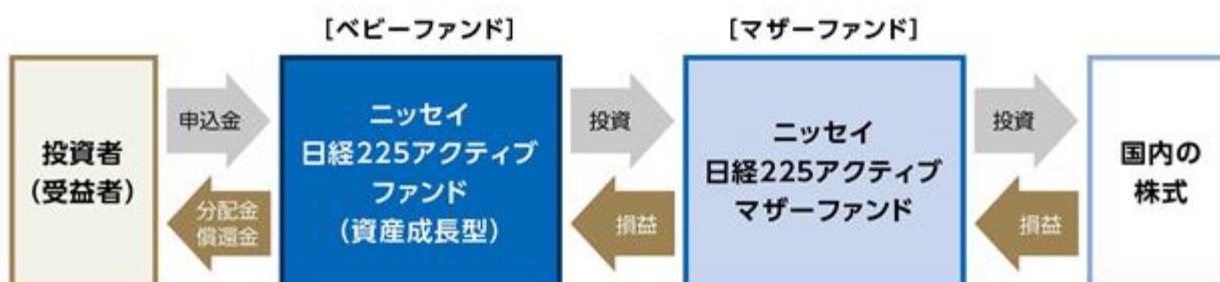 [ベビーファンド]
[マザーファンド]
投資者
（受益者）
申込金
分配金
償還金
ニッセイ
日経225アクティブ
ファンド
（資産成長型）
投資
損益
ニッセイ
日経225アクティブ
マザーファンド
投資
損益
国内の
株式